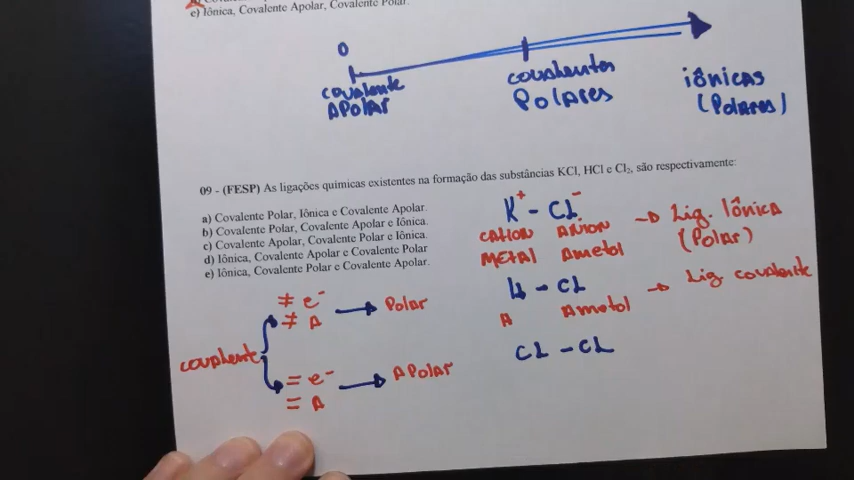 e) Iônica, Covalente Apolar, Covalente Polar.
0
covalente
APolAr
covalentes
PolAres
iônicAs
(PolAres)
09 - (FESP) As ligações químicas existentes na formação das substâncias KCl, HCl e Cl₂, são respectivamente:
a) Covalente Polar, Iônica e Covalente Apolar.
b) Covalente Polar, Covalente Apolar e Iônica.
c) Covalente Apolar, Covalente Polar e Iônica.
d) Iônica, Covalente Apolar e Covalente Polar
e) Iônica, Covalente Polar e Covalente Apolar.
K⁺ - CL⁻ → Lig. Iônica
CATION ANION (Polar)
METAL Ametal
H - CL → Lig covalente
A Ametal
CL - CL
covalente
≠ e⁻ → Polar
≠ A
= e⁻ → APolar
= A